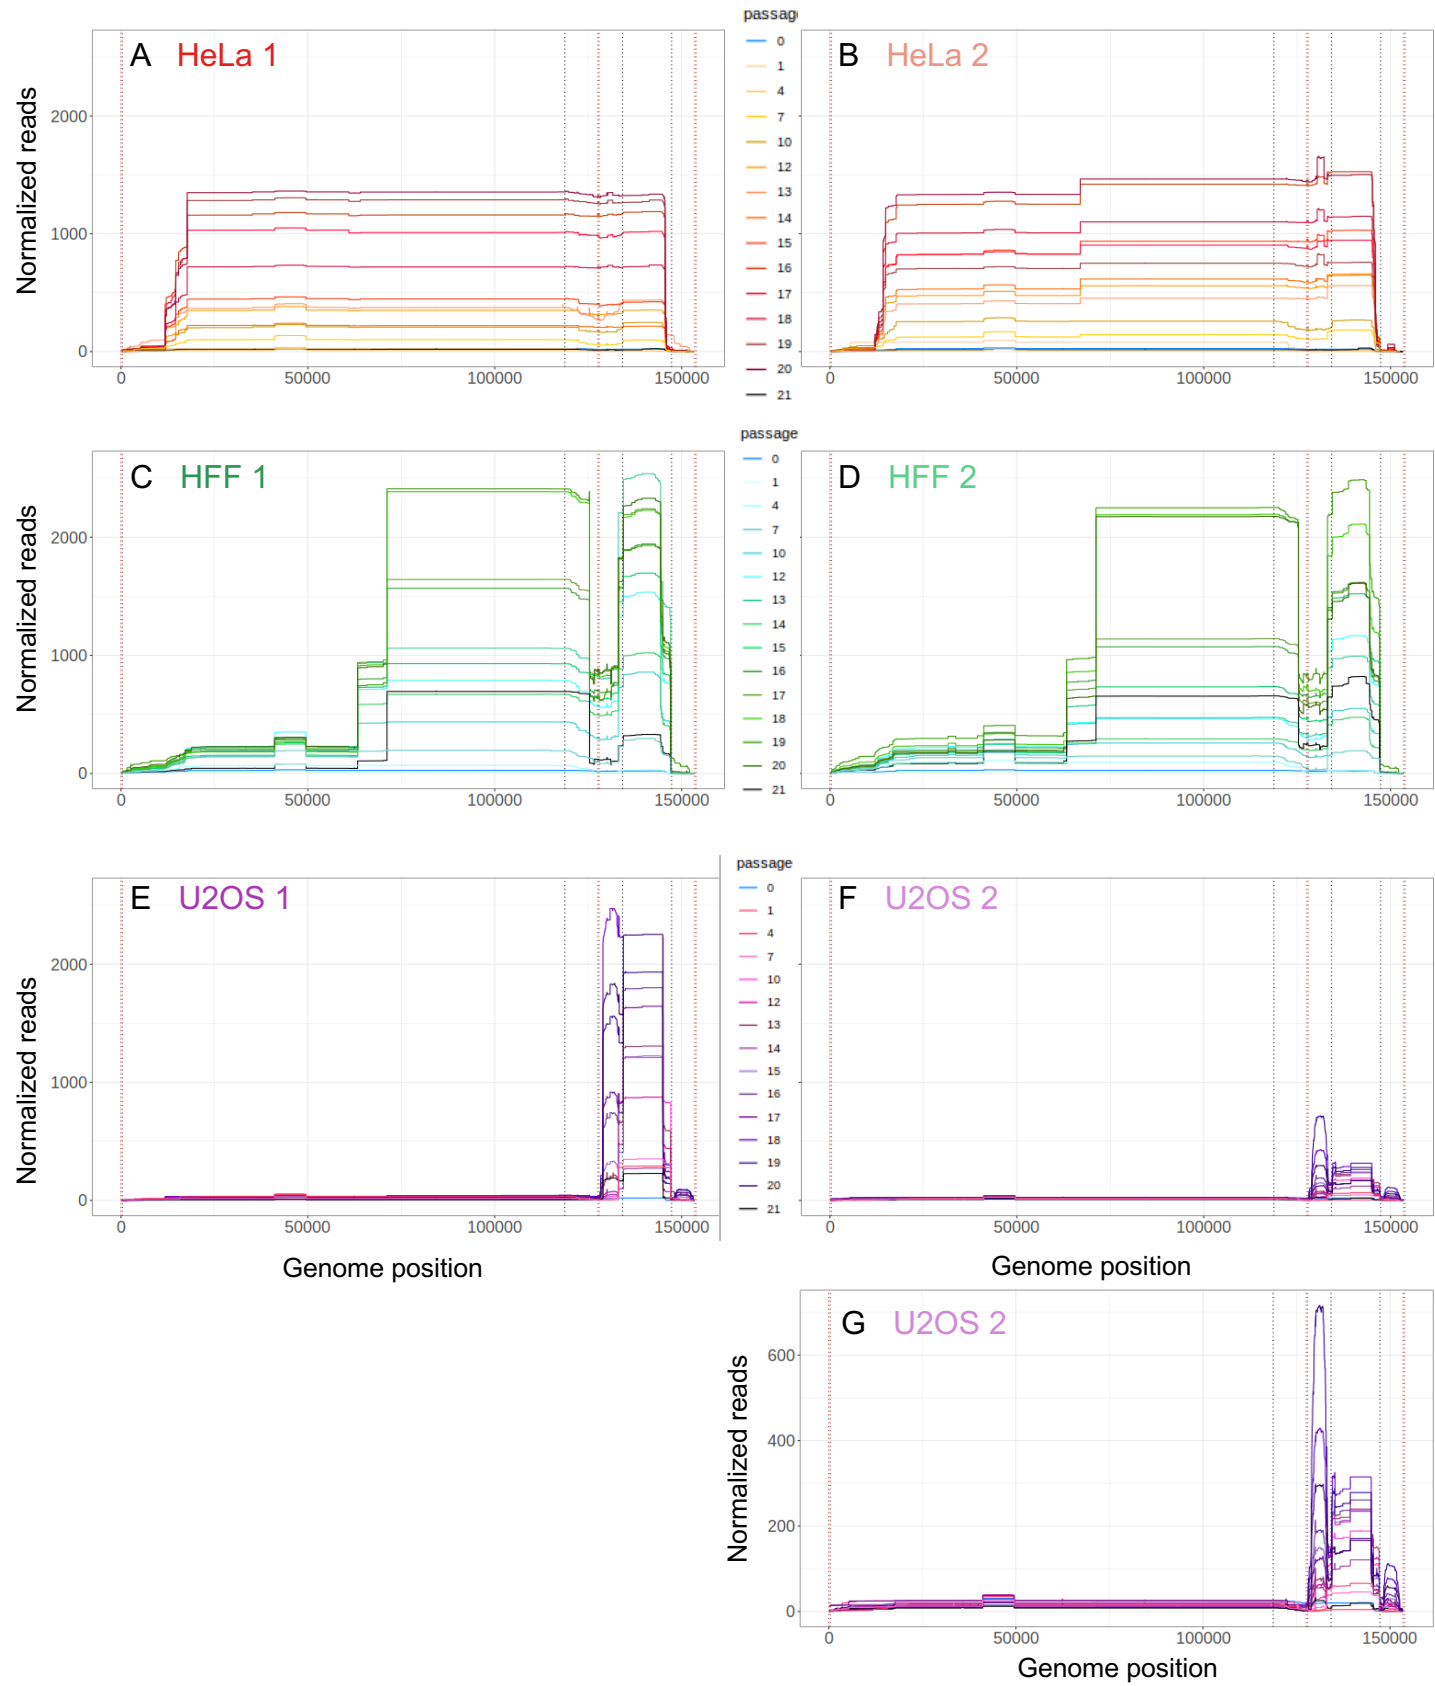 passag
A HeLa 1
B HeLa 2
0
1
4
7
10
12
13
14
15
16
17
18
19
20
21
Normalized reads
2000
1000
0
0 50000 100000 150000
0 50000 100000 150000
passage
C HFF 1
D HFF 2
0
1
4
7
10
12
13
14
15
16
17
18
19
20
21
Normalized reads
2000
1000
0
0 50000 100000 150000
0 50000 100000 150000
passage
E U2OS 1
F U2OS 2
0
1
4
7
10
12
13
14
15
16
17
18
19
20
21
Normalized reads
2000
1000
0
0 50000 100000 150000
0 50000 100000 150000
Genome position
Genome position
G U2OS 2
Normalized reads
600
400
200
0
0 50000 100000 150000
Genome position